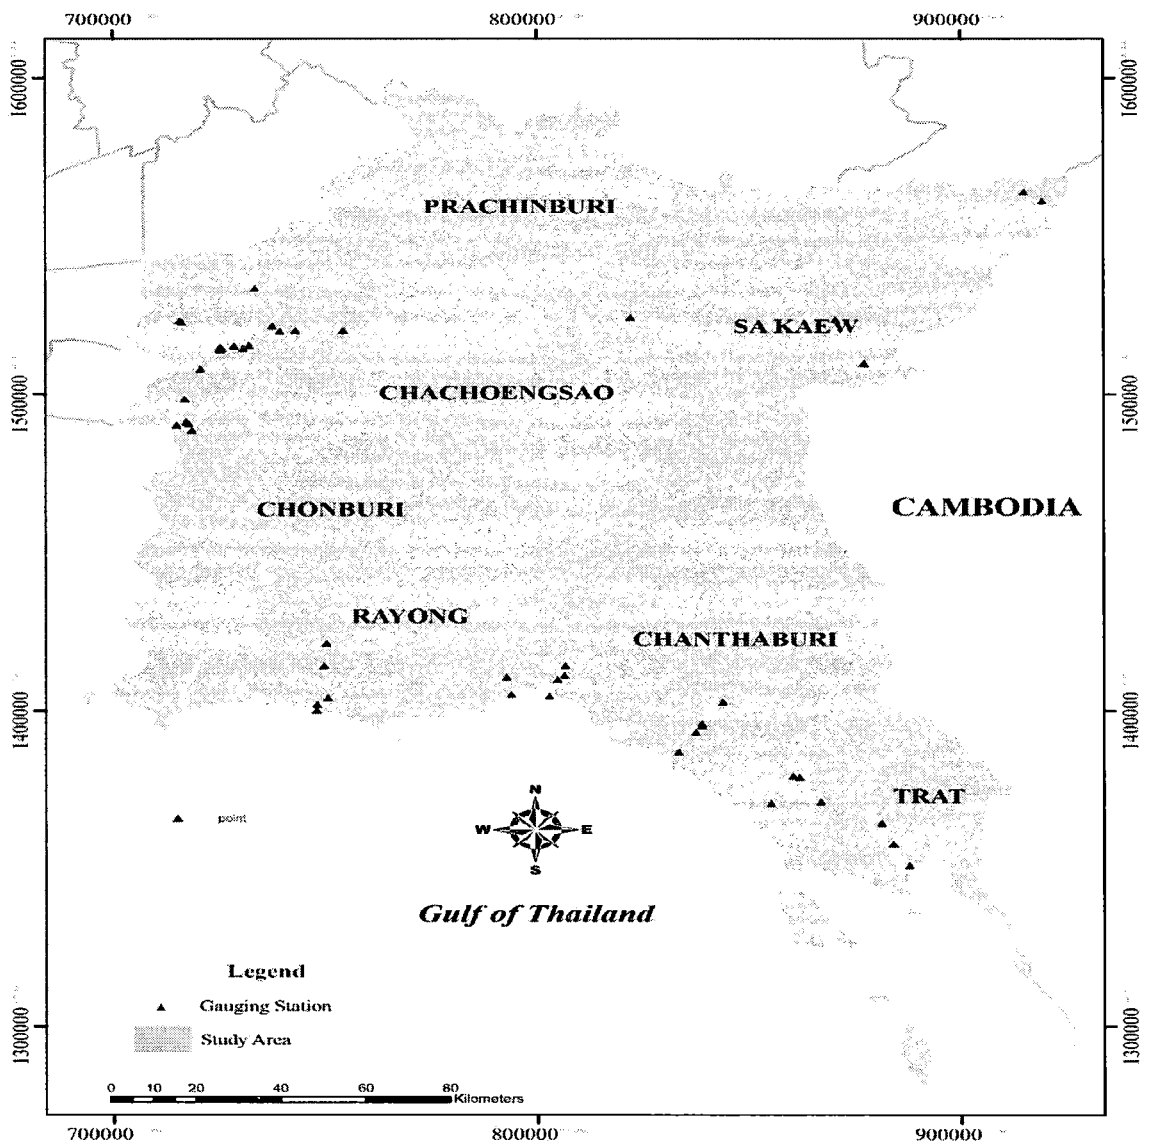 700000 800000 900000
1600000 1600000
PRACHINBURI
SA KAEW
CHACHOENGSAO
1500000 1500000
CHONBURI
CAMBODIA
RAYONG
CHANTHABURI
1400000 1400000
TRAT
point
N
W E
S
Gulf of Thailand
Legend
Gauging Station
Study Area
1300000 1300000
0 10 20 40 60 80
Kilometers
700000 800000 900000